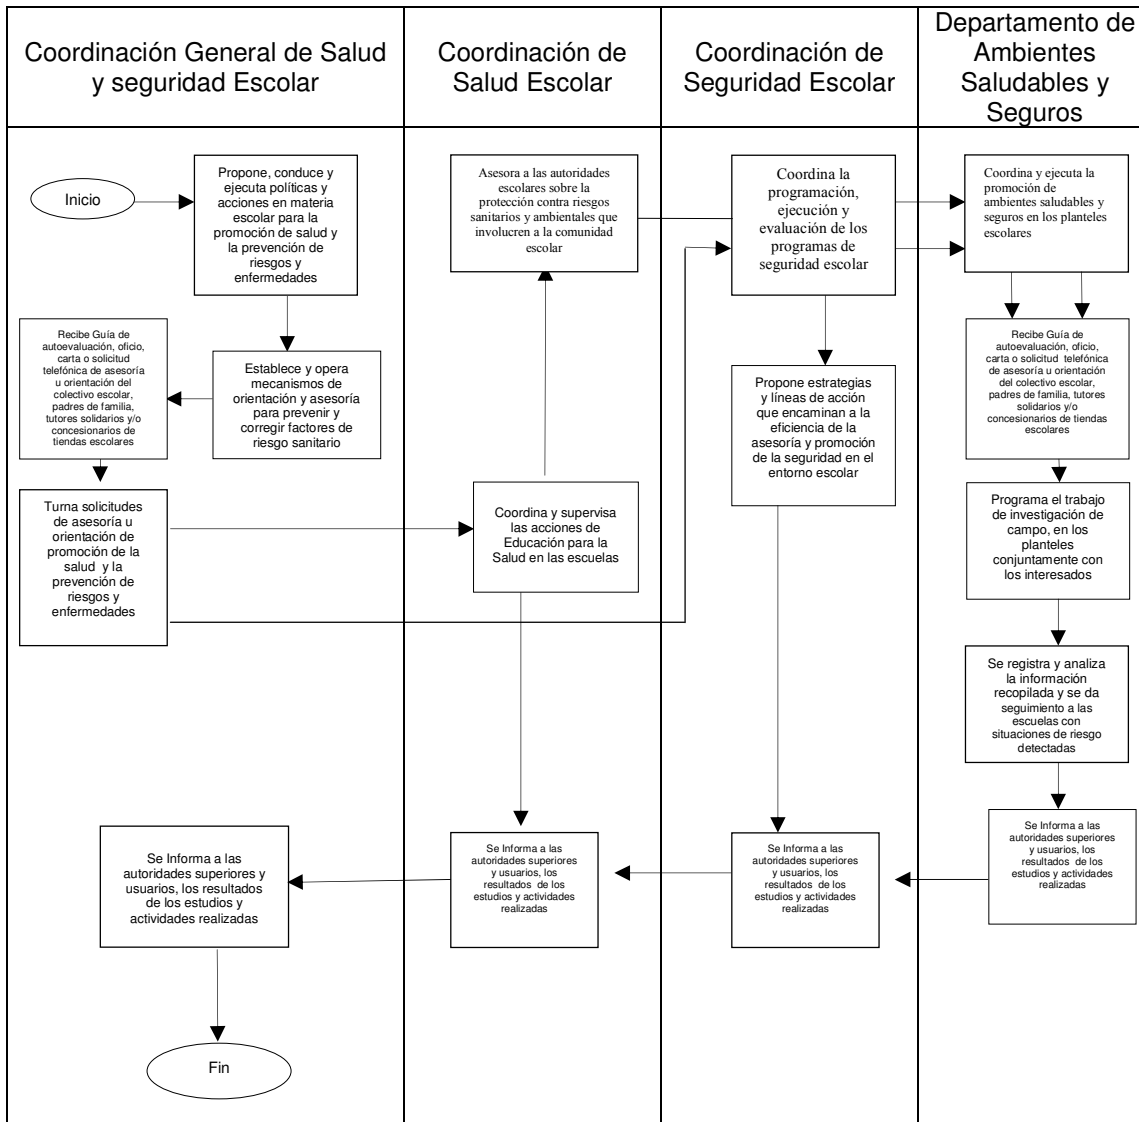 Coordinación General de Salud
y seguridad Escolar
Coordinación de
Salud Escolar
Coordinación de
Seguridad Escolar
Departamento de
Ambientes
Saludables y
Seguros
Inicio
Propone, conduce y
ejecuta políticas y
acciones en materia
escolar para la
promoción de salud y
la prevención de
riesgos y
enfermedades
Recibe Guía de
autoevaluación, oficio,
carta o solicitud
telefónica de asesoría
u orientación del
colectivo escolar,
padres de familia,
tutores solidarios y/o
concesionarios de
tiendas escolares
Establece y opera
mecanismos de
orientación y asesoría
para prevenir y
corregir factores de
riesgo sanitario
Turna solicitudes
de asesoría u
orientación de
promoción de la
salud y la
prevención de
riesgos y
enfermedades
Se Informa a las
autoridades superiores y
usuarios, los resultados
de los estudios y
actividades realizadas
Fin
Asesora a las autoridades
escolares sobre la
protección contra riesgos
sanitarios y ambientales que
involucren a la comunidad
escolar
Coordina y supervisa
las acciones de
Educación para la
Salud en las escuelas
Se Informa a las
autoridades superiores
y usuarios, los
resultados de los
estudios y actividades
realizadas
Coordina la
programación,
ejecución y
evaluación de los
programas de
seguridad escolar
Propone estrategias
y líneas de acción
que encaminan a la
eficiencia de la
asesoría y promoción
de la seguridad en el
entorno escolar
Se Informa a las
autoridades superiores
y usuarios, los
resultados de los
estudios y actividades
realizadas
Coordina y ejecuta la
promoción de
ambientes saludables y
seguros en los planteles
escolares
Recibe Guía de
autoevaluación, oficio,
carta o solicitud telefónica
de asesoría u orientación
del colectivo escolar,
padres de familia, tutores
solidarios y/o
concesionarios de tiendas
escolares
Programa el trabajo
de investigación de
campo, en los
planteles
conjuntamente con
los interesados
Se registra y analiza
la información
recopilada y se da
seguimiento a las
escuelas con
situaciones de riesgo
detectadas
Se Informa a las
autoridades superiores
y usuarios, los
resultados de los
estudios y actividades
realizadas